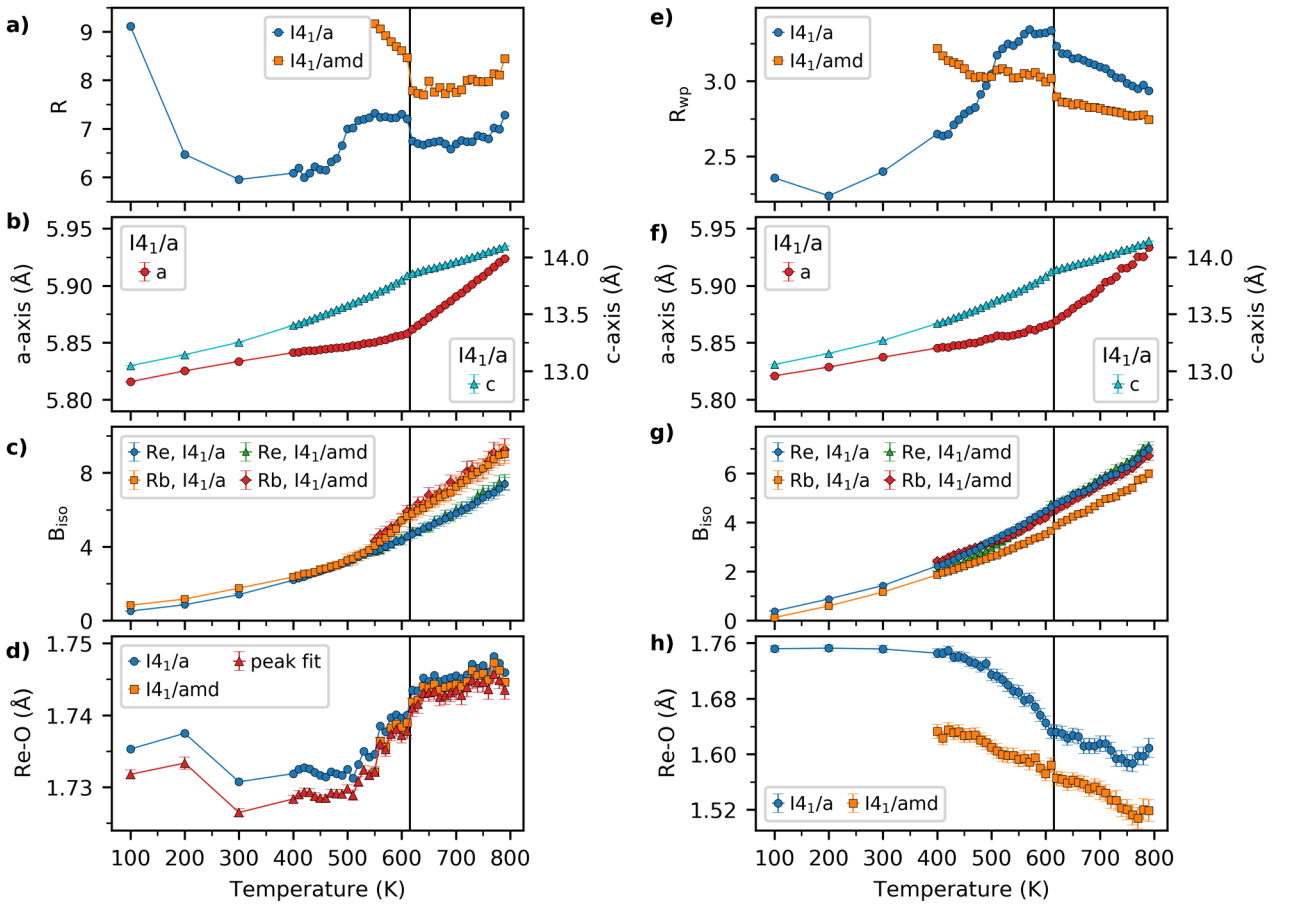 a)
9
8
7
6
R
I4₁/a
I4₁/amd
b)
5.95
5.90
5.85
5.80
a-axis (Å)
I4₁/a
a
I4₁/a
c
14.0
13.5
13.0
c-axis (Å)
c)
8
4
0
B_iso
Re, I4₁/a
Rb, I4₁/a
Re, I4₁/amd
Rb, I4₁/amd
d)
1.75
1.74
1.73
Re-O (Å)
I4₁/a
I4₁/amd
peak fit
100 200 300 400 500 600 700 800
Temperature (K)
e)
3.0
2.5
R_wp
I4₁/a
I4₁/amd
f)
5.95
5.90
5.85
5.80
a-axis (Å)
I4₁/a
a
I4₁/a
c
14.0
13.5
13.0
c-axis (Å)
g)
6
4
2
0
B_iso
Re, I4₁/a
Rb, I4₁/a
Re, I4₁/amd
Rb, I4₁/amd
h)
1.76
1.68
1.60
1.52
Re-O (Å)
I4₁/a
I4₁/amd
100 200 300 400 500 600 700 800
Temperature (K)